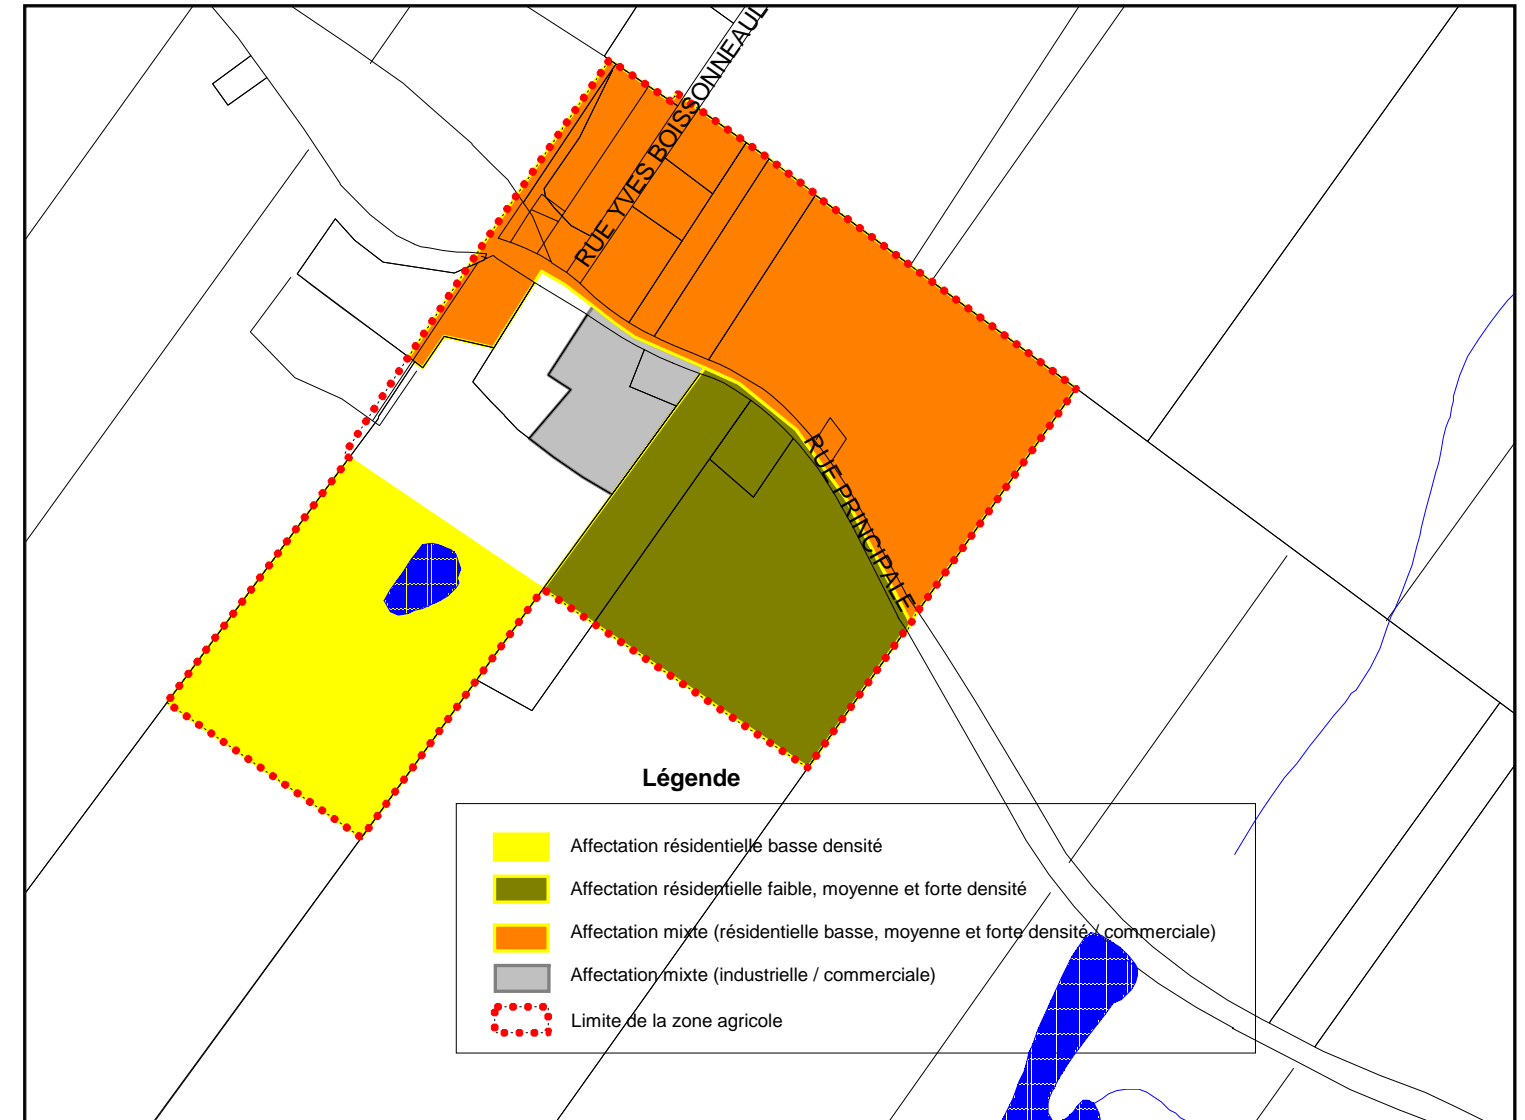 RUE YVES BOISSONNEAUL
RUE PRINCIPALE
Légende
Affectation résidentielle basse densité
Affectation résidentielle faible, moyenne et forte densité
Affectation mixte (résidentielle basse, moyenne et forte densité / commerciale)
Affectation mixte (industrielle / commerciale)
Limite de la zone agricole